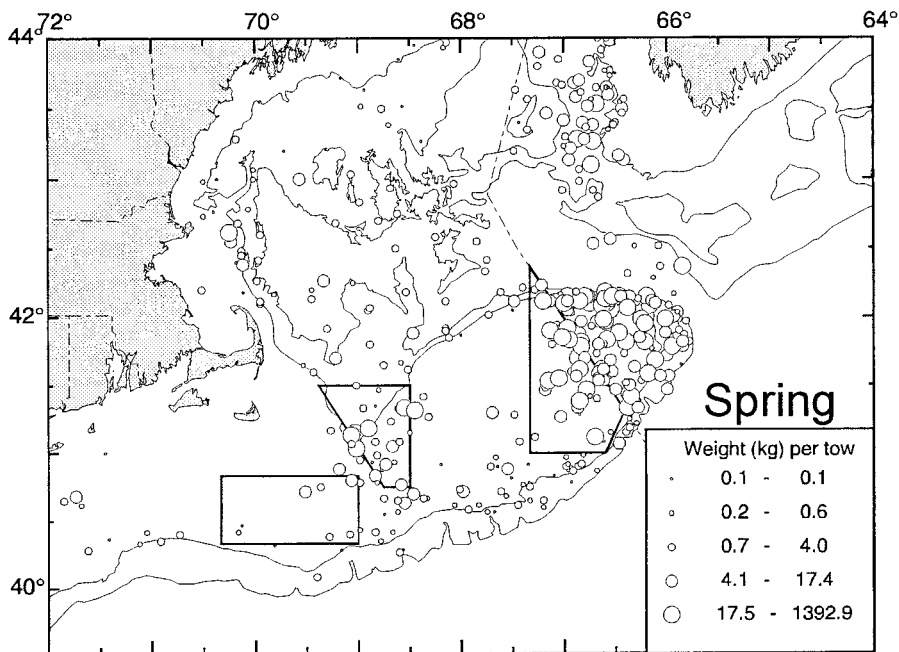 72° 70° 68° 66° 64°
44°
42°
40°
Spring
Weight (kg) per tow
0.1 - 0.1
0.2 - 0.6
0.7 - 4.0
4.1 - 17.4
17.5 - 1392.9